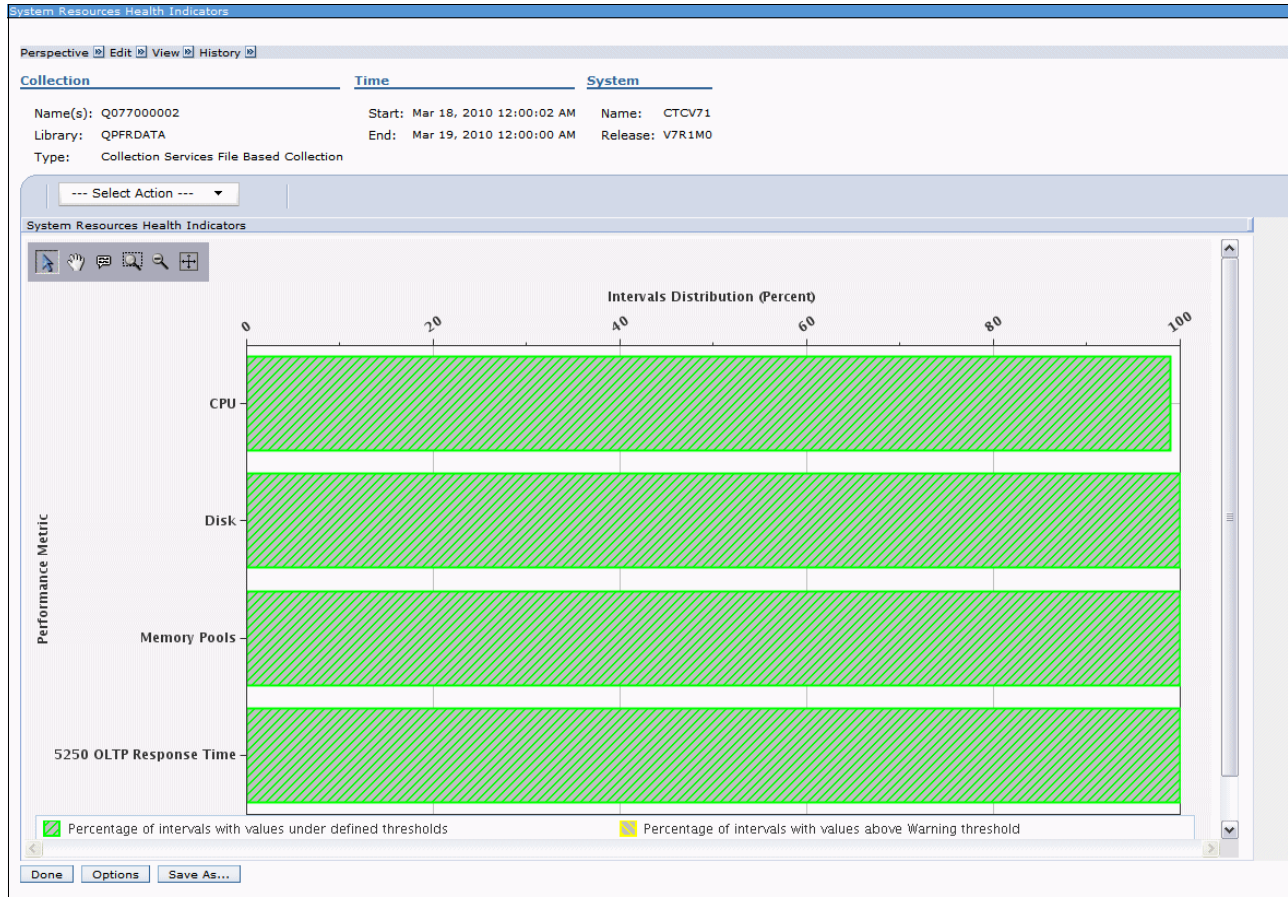 System Resources Health Indicators
Perspective Edit View History
Collection Time System
Name(s): Q077000002 Start: Mar 18, 2010 12:00:02 AM Name: CTCV71
Library: QPFRDATA End: Mar 19, 2010 12:00:00 AM Release: V7R1M0
Type: Collection Services File Based Collection
--- Select Action ---
System Resources Health Indicators
Intervals Distribution (Percent)
0 20 40 60 80 100
Performance Metric
CPU
Disk
Memory Pools
5250 OLTP Response Time
Percentage of intervals with values under defined thresholds Percentage of intervals with values above Warning threshold
Done Options Save As...